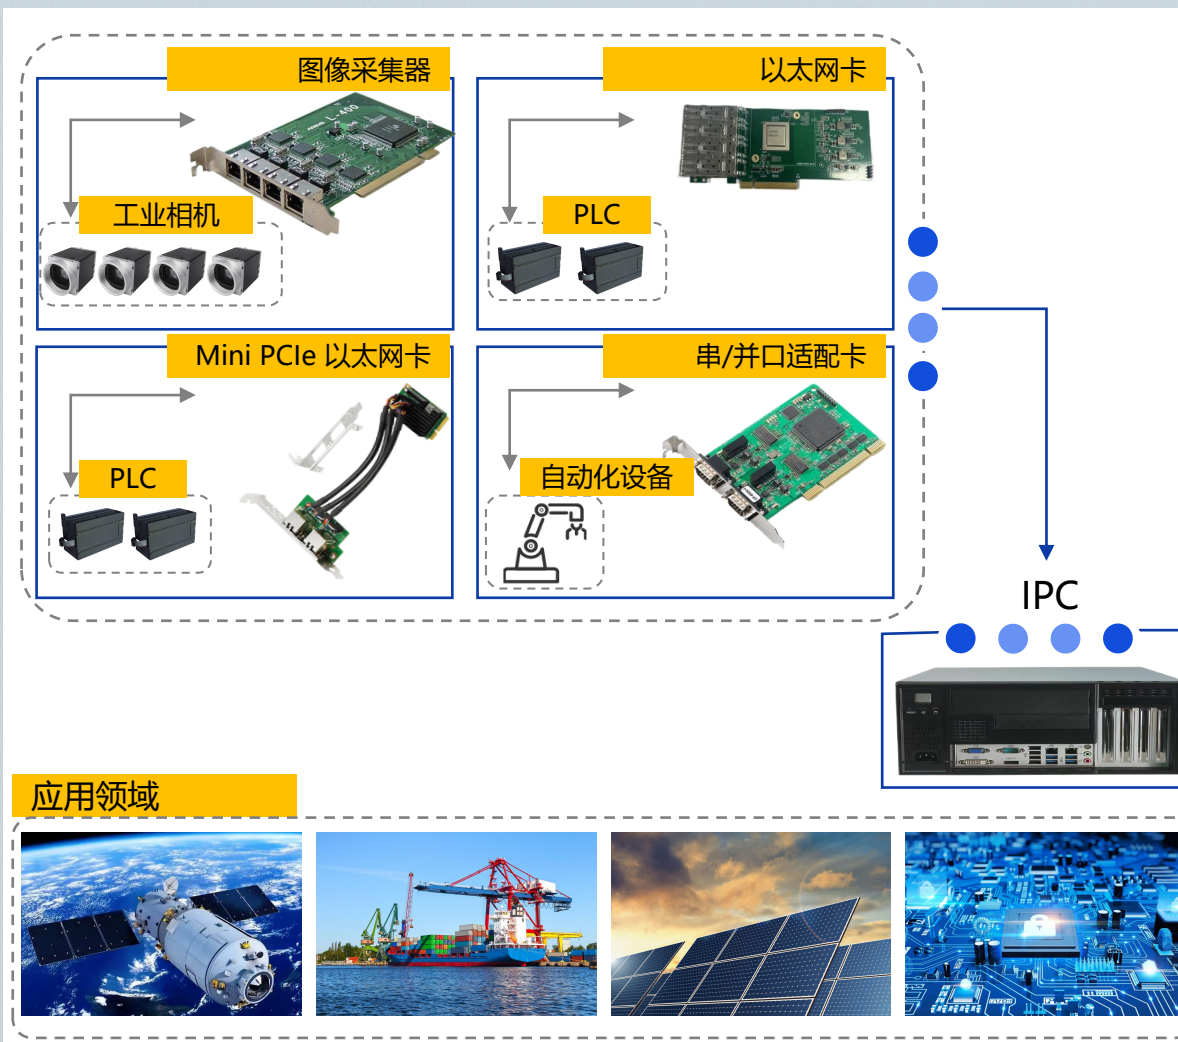 图像采集器
以太网卡
L-400
工业相机
PLC
Mini PCIe 以太网卡
串/并口适配卡
PLC
自动化设备
IPC
应用领域